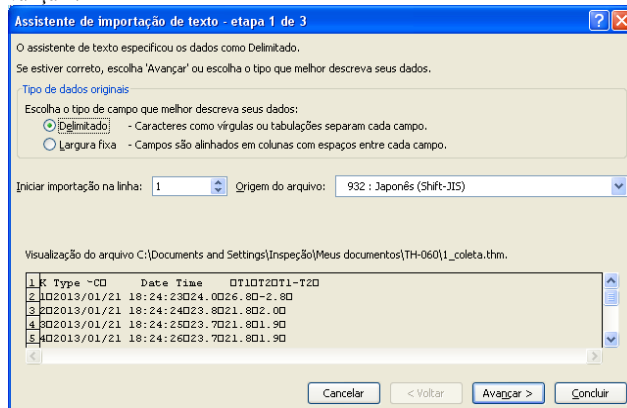 Assistente de importação de texto - etapa 1 de 3
O assistente de texto especificou os dados como Delimitado.
Se estiver correto, escolha 'Avançar' ou escolha o tipo que melhor descreva seus dados.
Tipo de dados originais
Escolha o tipo de campo que melhor descreva seus dados:
Delimitado - Caracteres como vírgulas ou tabulações separam cada campo.
Largura fixa - Campos são alinhados em colunas com espaços entre cada campo.
Iniciar importação na linha: 1 Origem do arquivo: 932 : Japonês (Shift-JIS)
Visualização do arquivo C:\Documents and Settings\Inspeção\Meus documentos\TH-060\1_coleta.thm.
1 K Type ~C□ Date Time □T1□T2□T1-T2□
2 1□2013/01/21 18:24:23□24.0□26.8□-2.8□
3 2□2013/01/21 18:24:24□23.8□21.8□2.0□
4 3□2013/01/21 18:24:25□23.7□21.8□1.9□
5 4□2013/01/21 18:24:26□23.7□21.8□1.9□
Cancelar < Voltar Avançar > Concluir